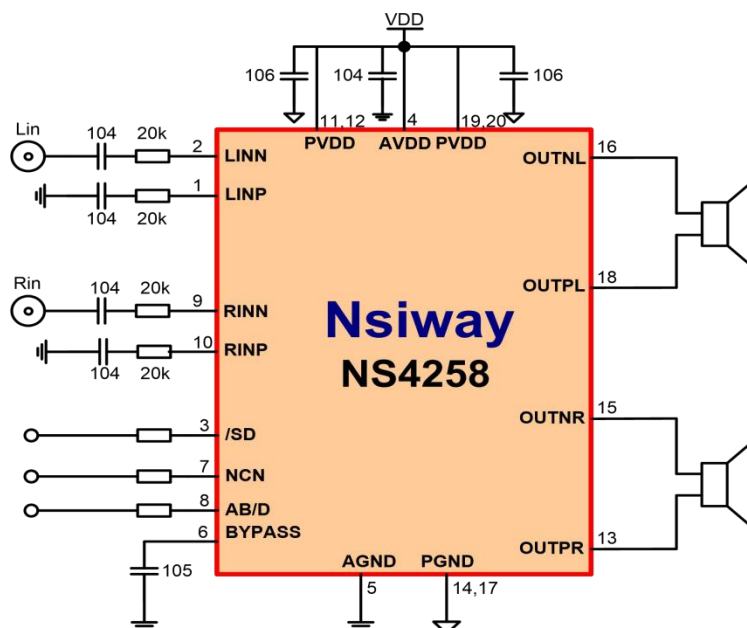 VDD
106
104
106
11,12
4
19,20
PVDD
AVDD
PVDD
Lin
104
20k
2
LINN
1
LINP
104
20k
Rin
104
20k
9
RINN
10
RINP
104
20k
3
/SD
7
NCN
8
AB/D
6
BYPASS
105
Nsiway
NS4258
OUTNL
16
OUTPL
18
OUTNR
15
OUTPR
13
AGND
5
PGND
14,17